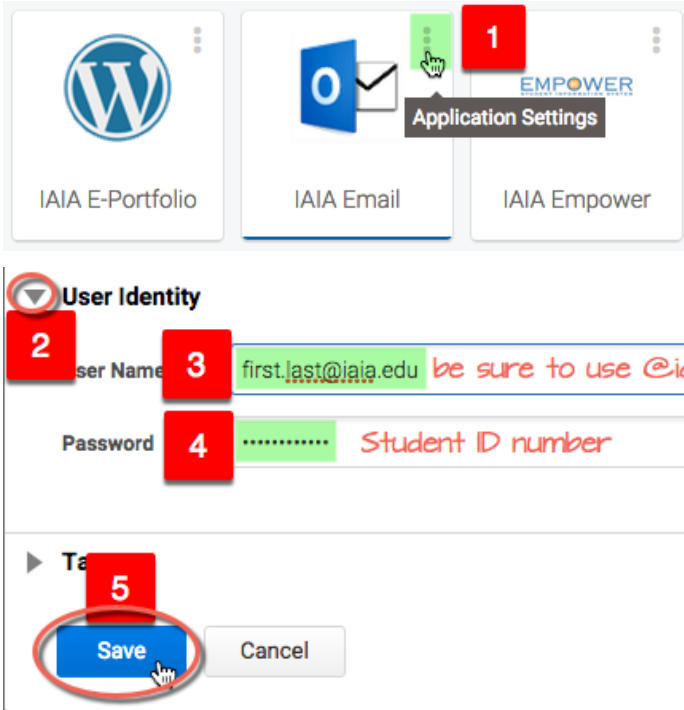 1
EMPOWER
Application Settings
IAIA E-Portfolio
IAIA Email
IAIA Empower
User Identity
2
3
first.last@iaia.edu be sure to use
4
Password
Student ID number
5
Save
Cancel